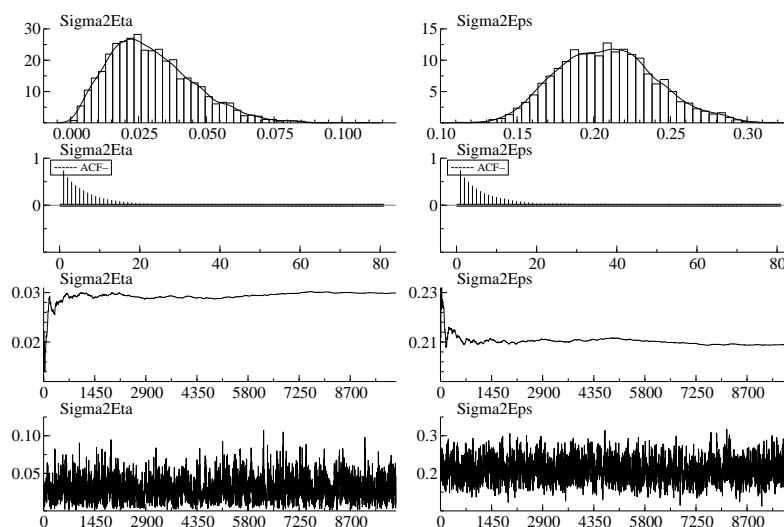 Sigma2Eta Sigma2Eps
30 15
20 10
10 5
0.000 0.025 0.050 0.075 0.100 0.10 0.15 0.20 0.25 0.30
Sigma2Eta Sigma2Eps
1 1
ACF− ACF−
0 0
0 20 40 60 80 0 20 40 60 80
Sigma2Eta Sigma2Eps
0.03 0.23
0.02 0.21
0 1450 2900 4350 5800 7250 8700 0 1450 2900 4350 5800 7250 8700
Sigma2Eta Sigma2Eps
0.10 0.3
0.05 0.2
0 1450 2900 4350 5800 7250 8700 0 1450 2900 4350 5800 7250 8700